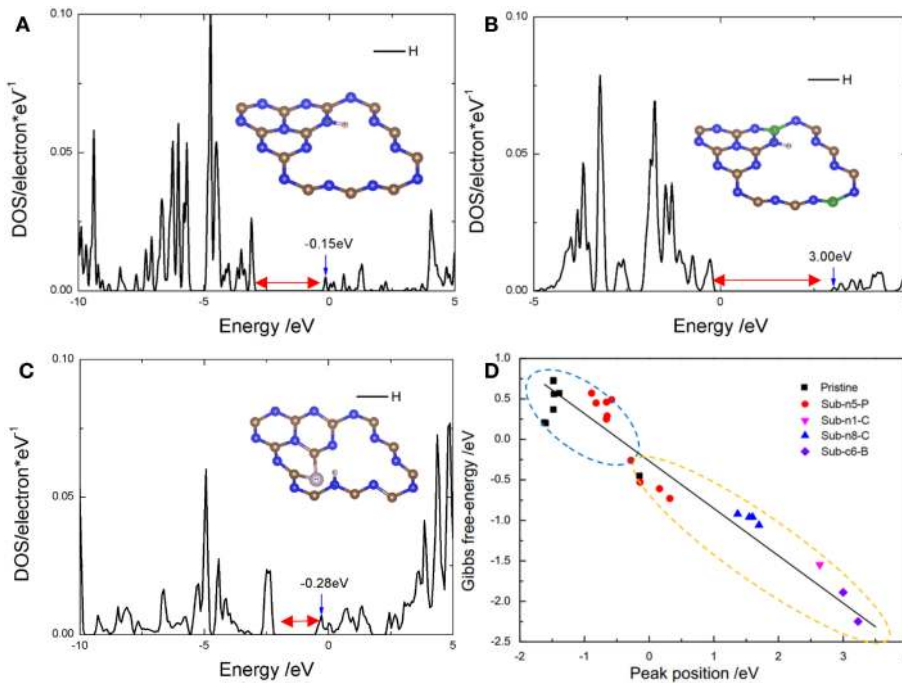 A
0.10
0.05
0.00
DOS/electron*eV⁻¹
H
-0.15eV
-10
-5
0
5
Energy /eV
B
0.10
0.05
0.00
DOS/elctron*eV⁻¹
H
3.00eV
-5
0
Energy /eV
C
0.10
0.05
0.00
DOS/electron*eV⁻¹
H
-0.28eV
-10
-5
0
5
Energy /eV
D
1.0
0.5
0.0
-0.5
-1.0
-1.5
-2.0
-2.5
Gibbs free-energy /eV
Pristine
Sub-n5-P
Sub-n1-C
Sub-n8-C
Sub-c6-B
-2
-1
0
1
2
3
4
Peak position /eV